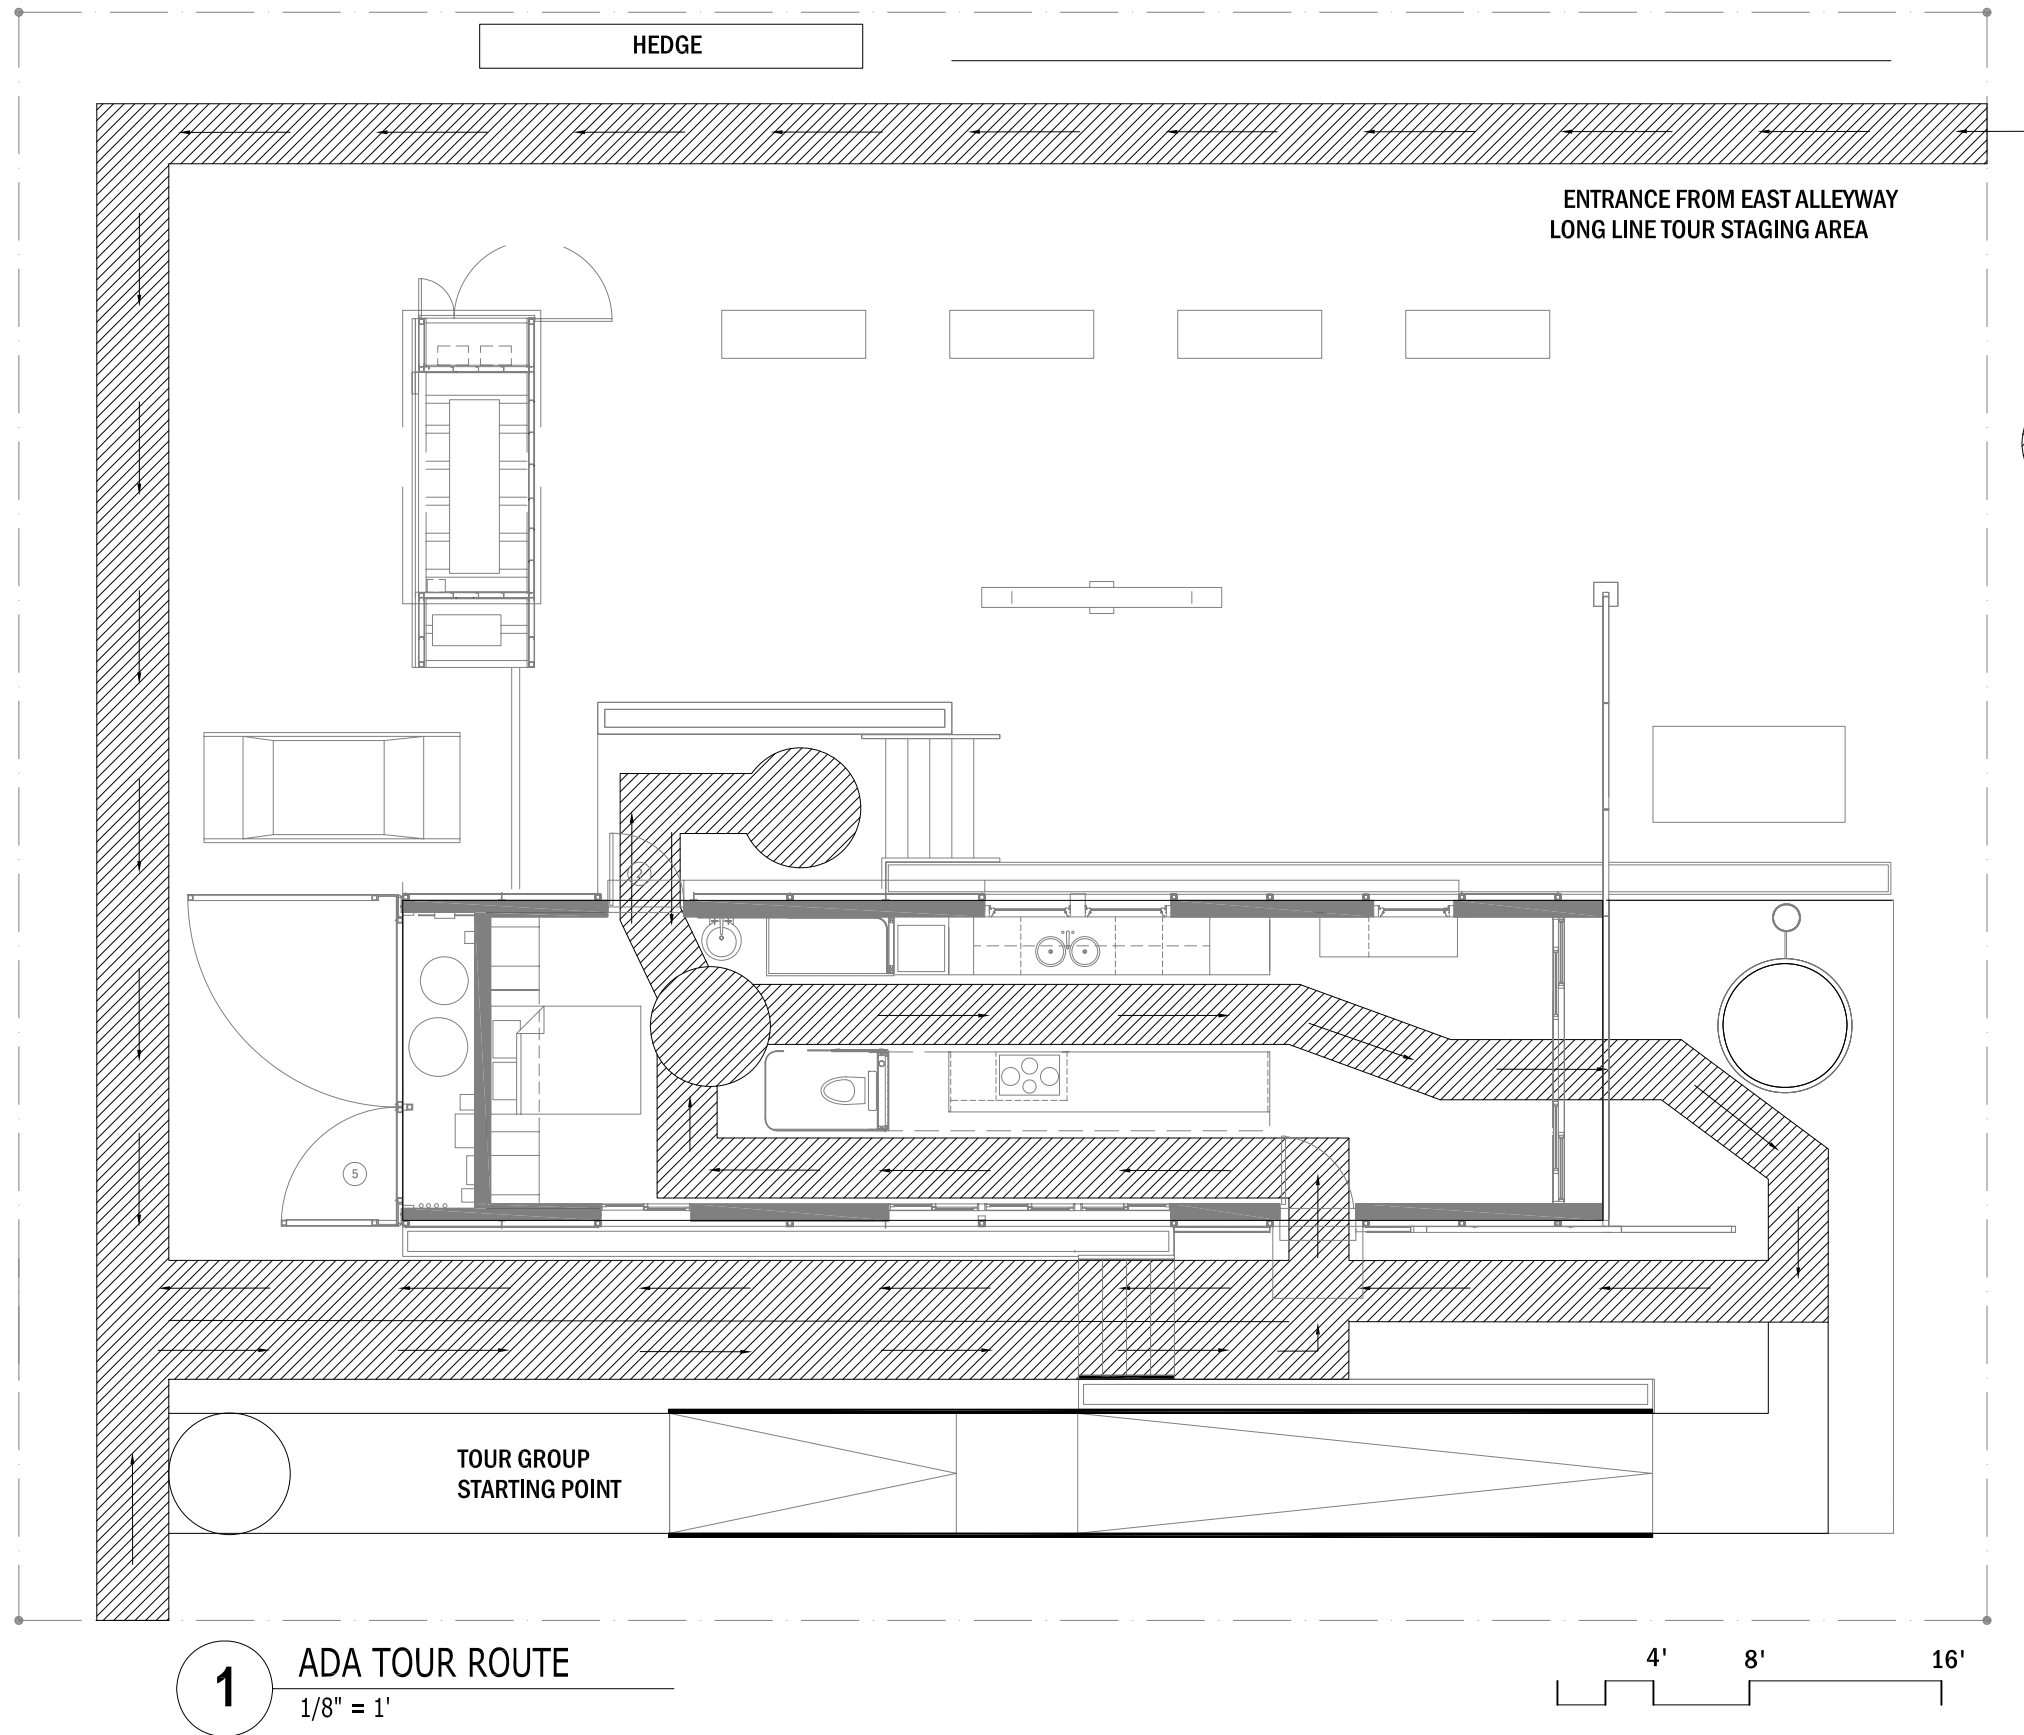 HEDGE
ENTRANCE FROM EAST ALLEYWAY
LONG LINE TOUR STAGING AREA
2
5
TOUR GROUP
STARTING POINT
1
ADA TOUR ROUTE
1/8" = 1'
4' 8' 16'